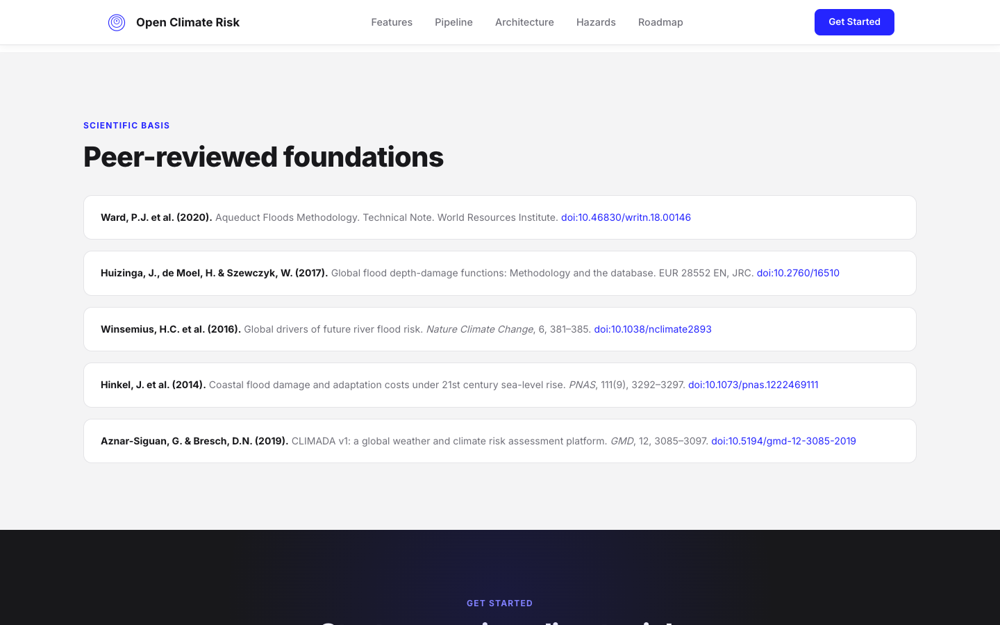 Open Climate Risk
Features
Pipeline
Architecture
Hazards
Roadmap
Get Started
SCIENTIFIC BASIS
Peer-reviewed foundations
Ward, P.J. et al. (2020). Aqueduct Floods Methodology. Technical Note. World Resources Institute. doi:10.46830/writn.18.00146
Huizinga, J., de Moel, H. & Szewczyk, W. (2017). Global flood depth-damage functions: Methodology and the database. EUR 28552 EN, JRC. doi:10.2760/16510
Winsemius, H.C. et al. (2016). Global drivers of future river flood risk. Nature Climate Change, 6, 381–385. doi:10.1038/nclimate2893
Hinkel, J. et al. (2014). Coastal flood damage and adaptation costs under 21st century sea-level rise. PNAS, 111(9), 3292–3297. doi:10.1073/pnas.1222469111
Aznar-Siguan, G. & Bresch, D.N. (2019). CLIMADA v1: a global weather and climate risk assessment platform. GMD, 12, 3085–3097. doi:10.5194/gmd-12-3085-2019
GET STARTED